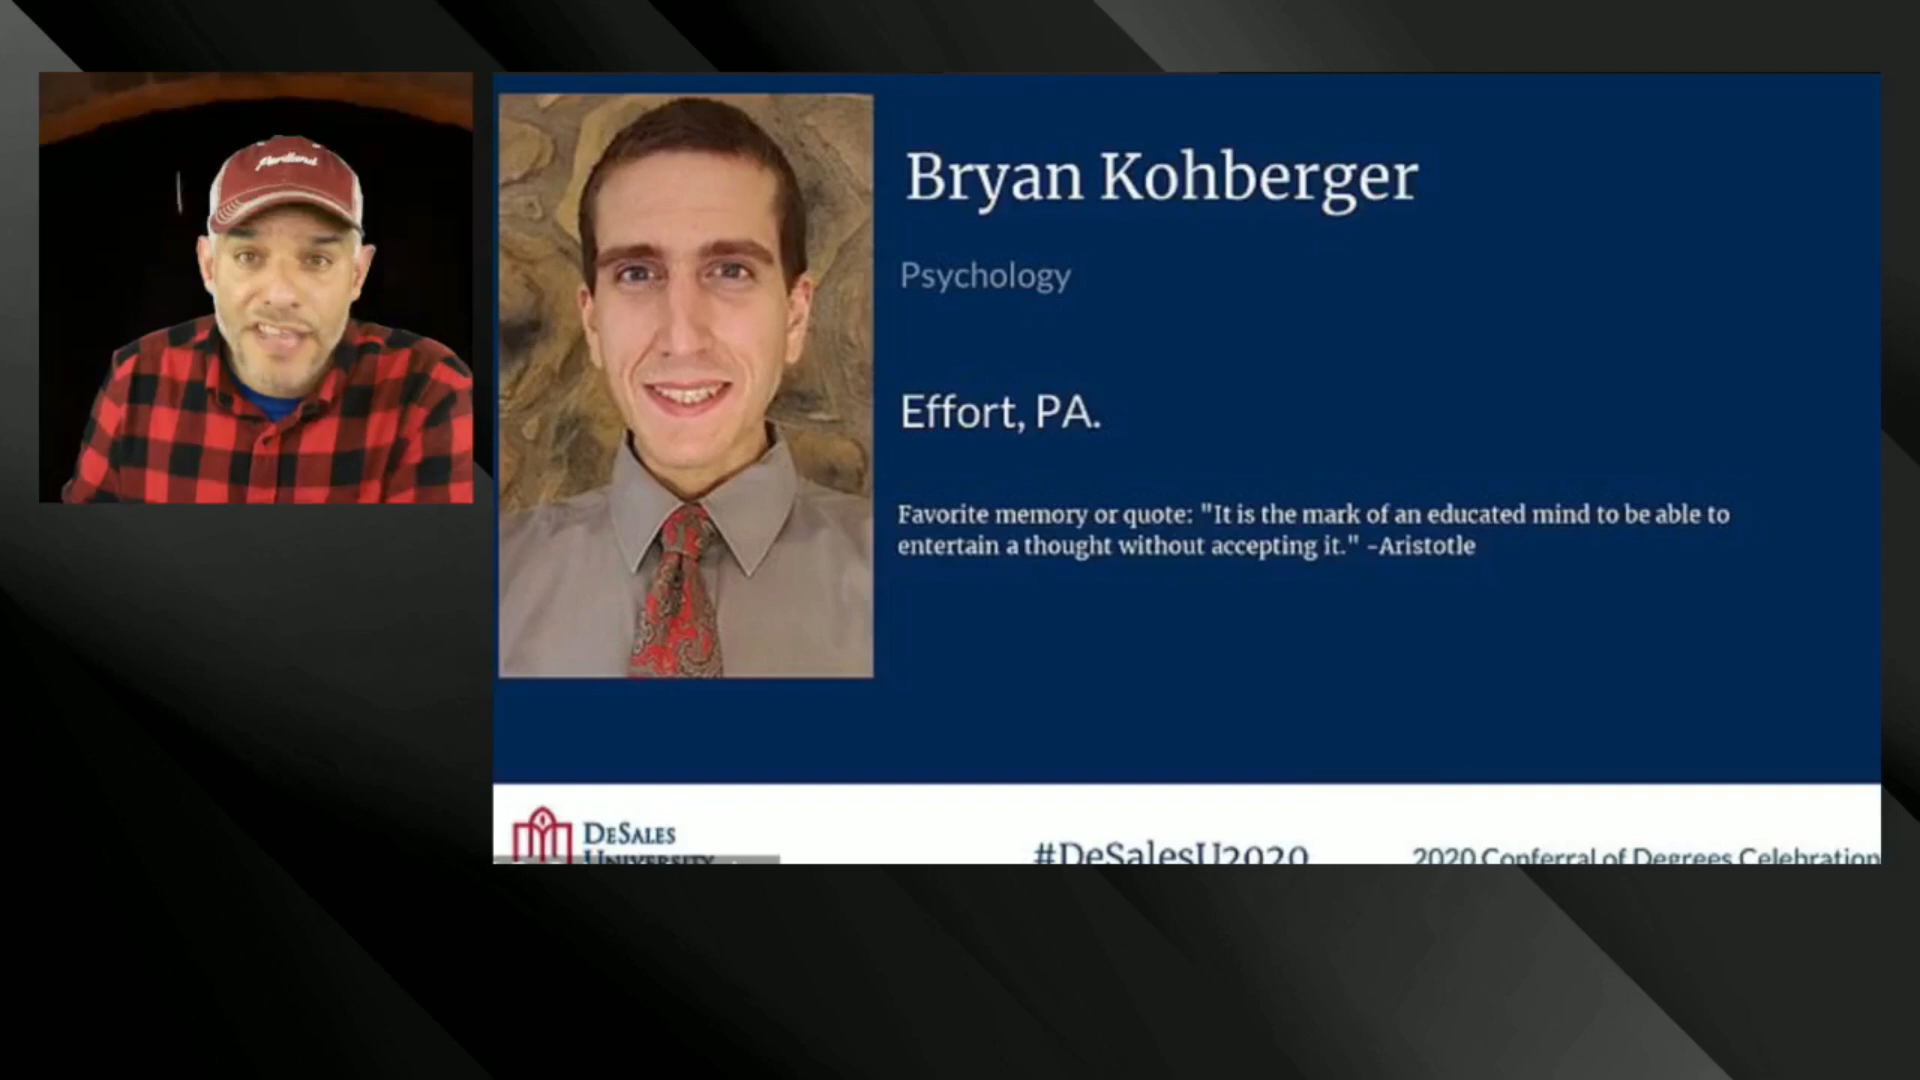 Bryan Kohberger
Psychology
Effort, PA.
Favorite memory or quote: "It is the mark of an educated mind to be able to
entertain a thought without accepting it." -Aristotle
DESALES
UNIVERSITY
#DeSalesU2020
2020 Conferral of Degrees Celebration